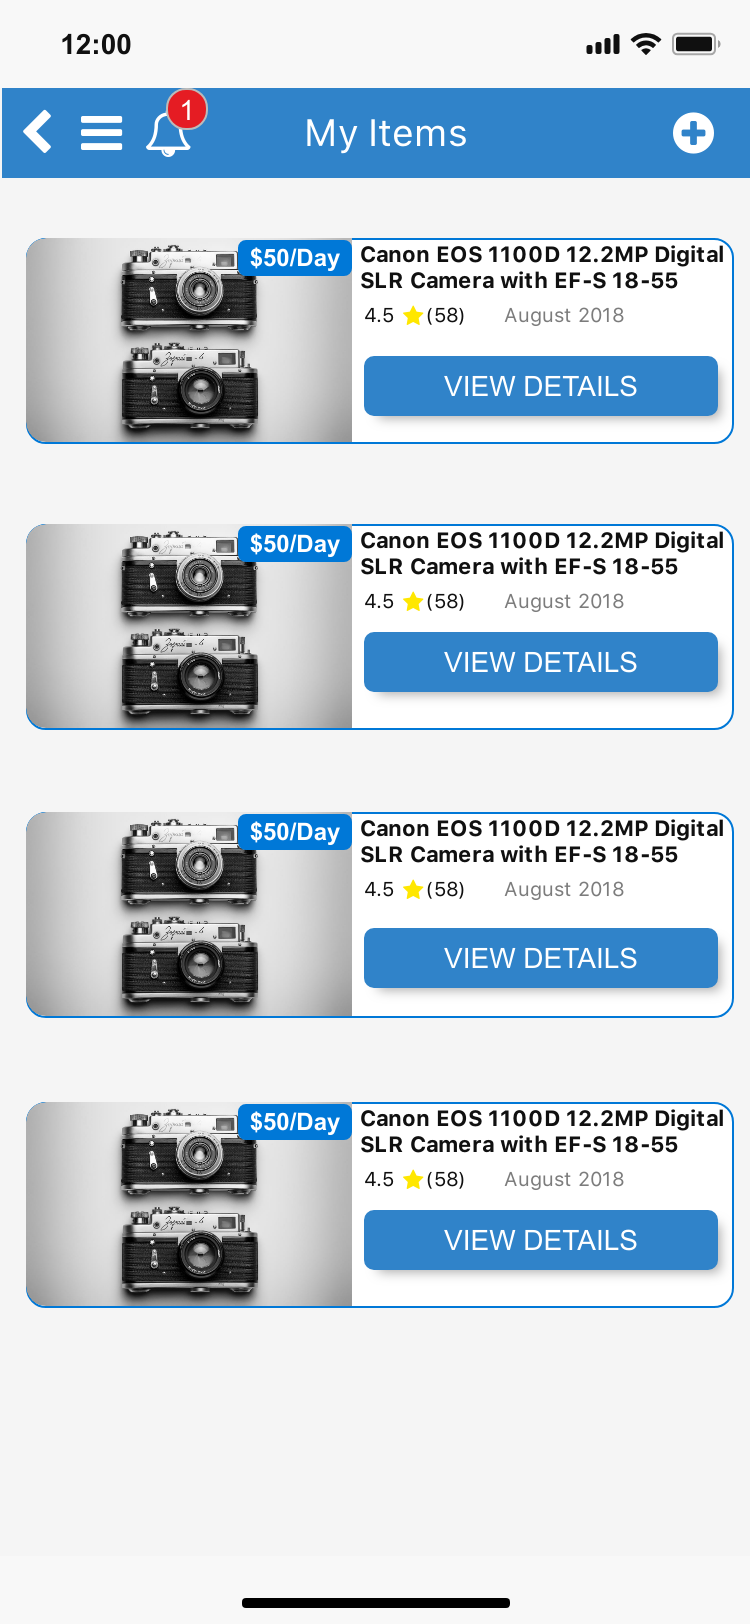 12:00
1
My Items
$50/Day
Canon EOS 1100D 12.2MP Digital
SLR Camera with EF-S 18-55
4.5 (58) August 2018
VIEW DETAILS
$50/Day
Canon EOS 1100D 12.2MP Digital
SLR Camera with EF-S 18-55
4.5 (58) August 2018
VIEW DETAILS
$50/Day
Canon EOS 1100D 12.2MP Digital
SLR Camera with EF-S 18-55
4.5 (58) August 2018
VIEW DETAILS
$50/Day
Canon EOS 1100D 12.2MP Digital
SLR Camera with EF-S 18-55
4.5 (58) August 2018
VIEW DETAILS